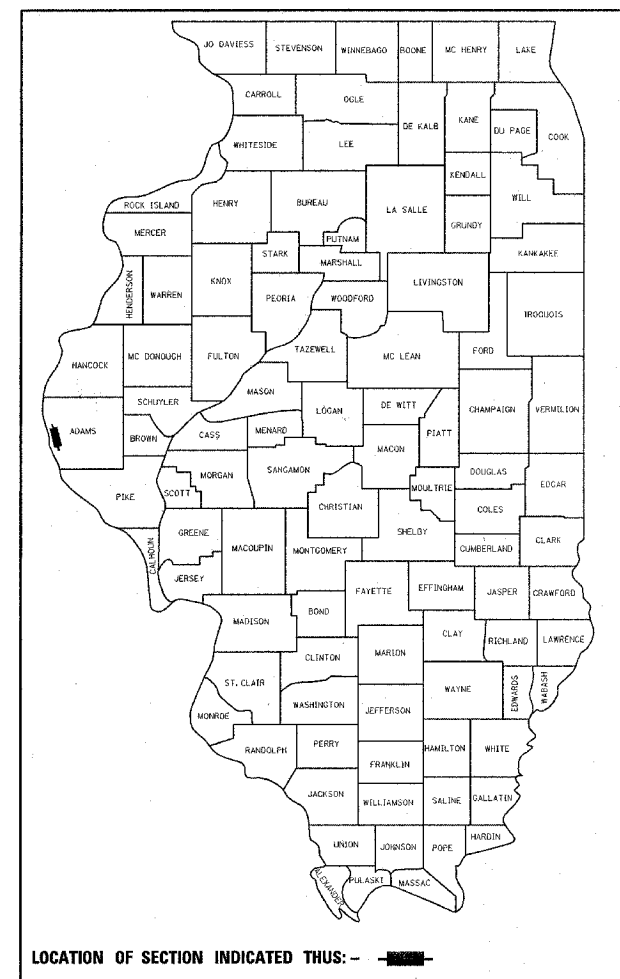 JO DAVIESS
STEVENSON
WINNEBAGO
BOONE
MC HENRY
LAKE
CARROLL
OGLE
DE KALB
KANE
DU PAGE
COOK
WHITESIDE
LEE
KENDALL
WILL
ROCK ISLAND
HENRY
BUREAU
LA SALLE
GRUNDY
MERCER
PUTNAM
STARK
MARSHALL
KANKAKEE
HENDERSON
WARREN
KNOX
PEORIA
WOODFORD
LIVINGSTON
IROQUOIS
HANCOCK
MC DONOUGH
FULTON
TAZEWELL
MC LEAN
FORD
SCHUYLER
MASON
LOGAN
DE WITT
CHAMPAIGN
VERMILION
ADAMS
BROWN
CASS
MENARD
MACON
PIATT
PIKE
SCOTT
MORGAN
SANGAMON
CHRISTIAN
MOULTRIE
DOUGLAS
EDGAR
COLES
CALHOUN
GREENE
MACOUPIN
MONTGOMERY
SHELBY
CUMBERLAND
CLARK
JERSEY
FAYETTE
EFFINGHAM
JASPER
CRAWFORD
MADISON
BOND
CLAY
RICHLAND
LAWRENCE
CLINTON
MARION
ST. CLAIR
WAYNE
EDWARDS
WABASH
MONROE
WASHINGTON
JEFFERSON
RANDOLPH
PERRY
HAMILTON
WHITE
FRANKLIN
JACKSON
WILLIAMSON
SALINE
GALLATIN
UNION
JOHNSON
POPE
HARDIN
ALEXANDER
PULASKI
MASSAC
LOCATION OF SECTION INDICATED THUS: -